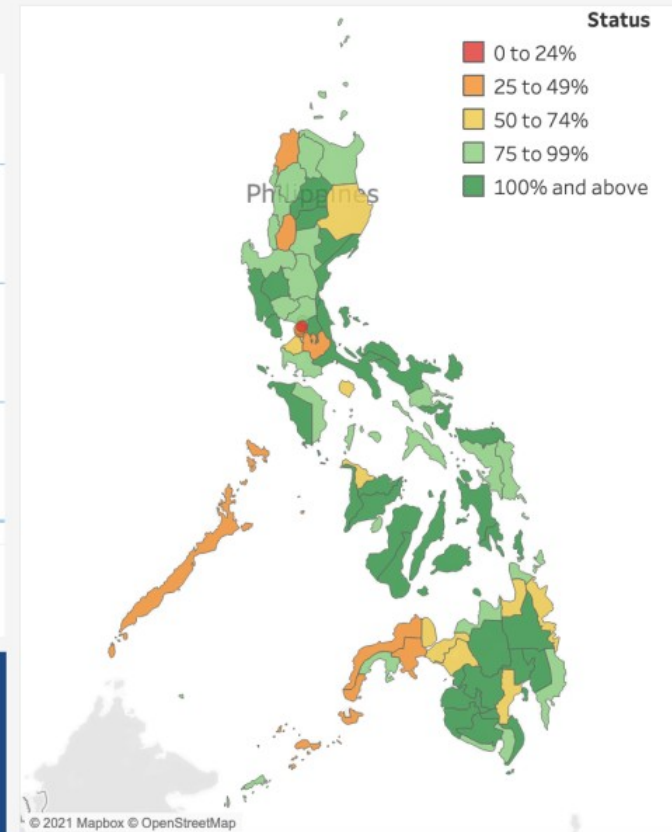 Status
0 to 24%
25 to 49%
50 to 74%
75 to 99%
100% and above
Philippines
© 2021 Mapbox © OpenStreetMap